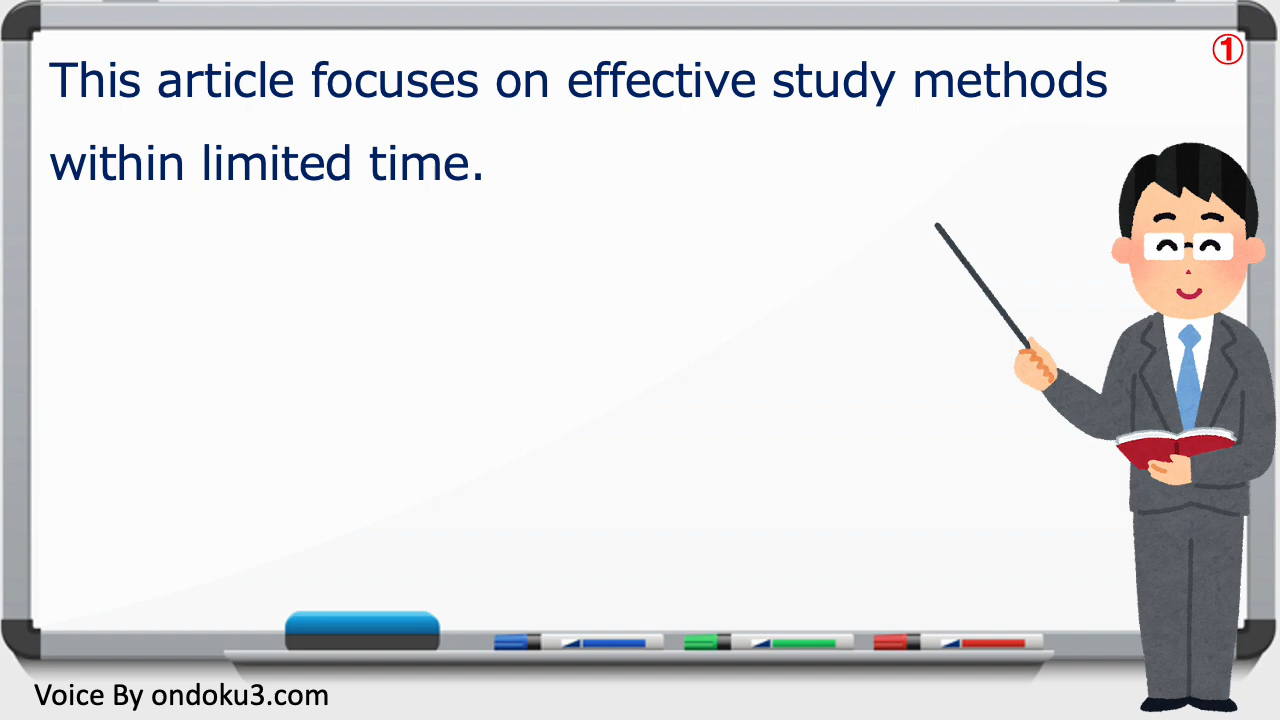 ①
This article focuses on effective study methods
within limited time.
Voice By ondoku3.com